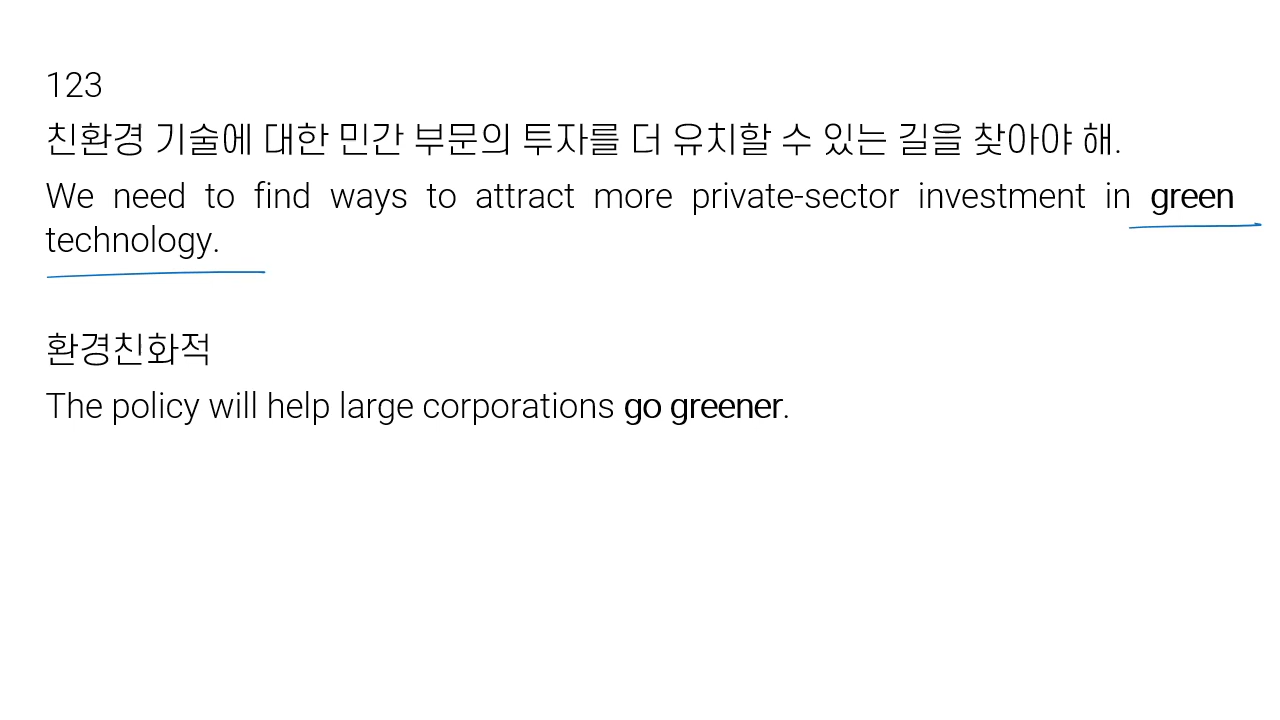 123
친환경 기술에 대한 민간 부문의 투자를 더 유치할 수 있는 길을 찾아야 해.
We need to find ways to attract more private-sector investment in green
technology.
환경친화적
The policy will help large corporations go greener.